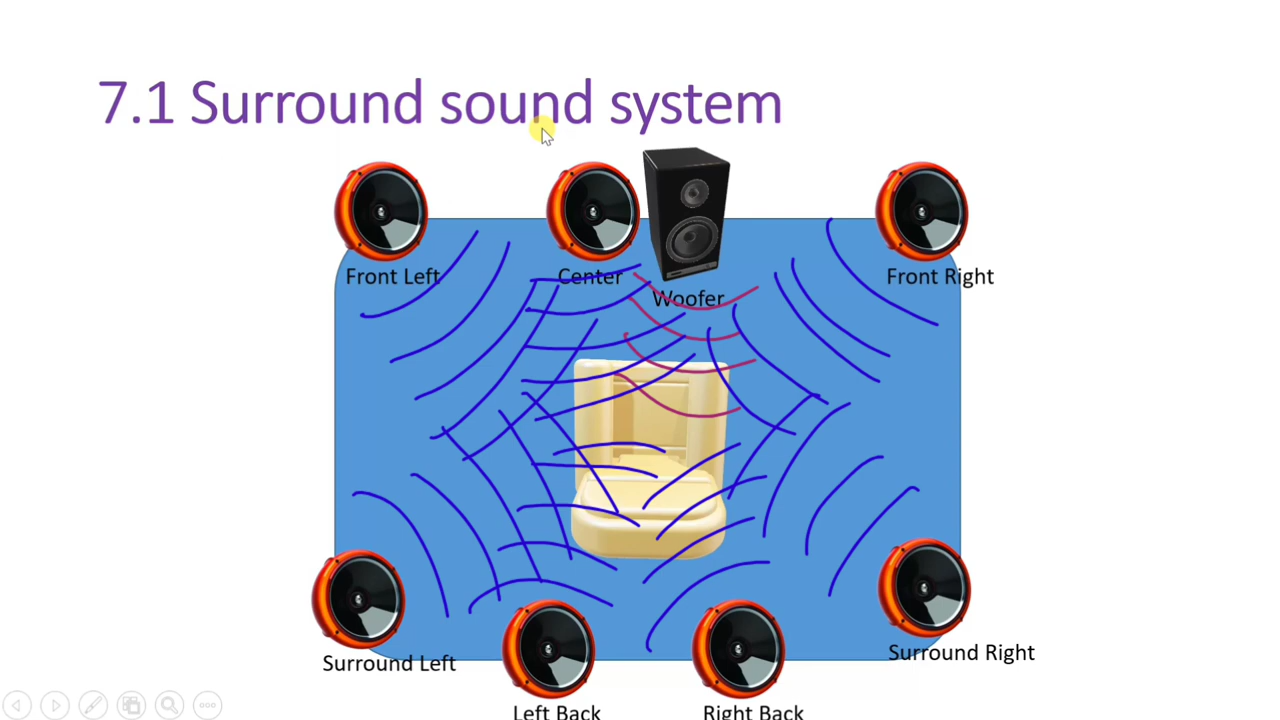 7.1 Surround sound system
Front Left
Center
Woofer
Front Right
Surround Left
Surround Right
Left Back
Right Back